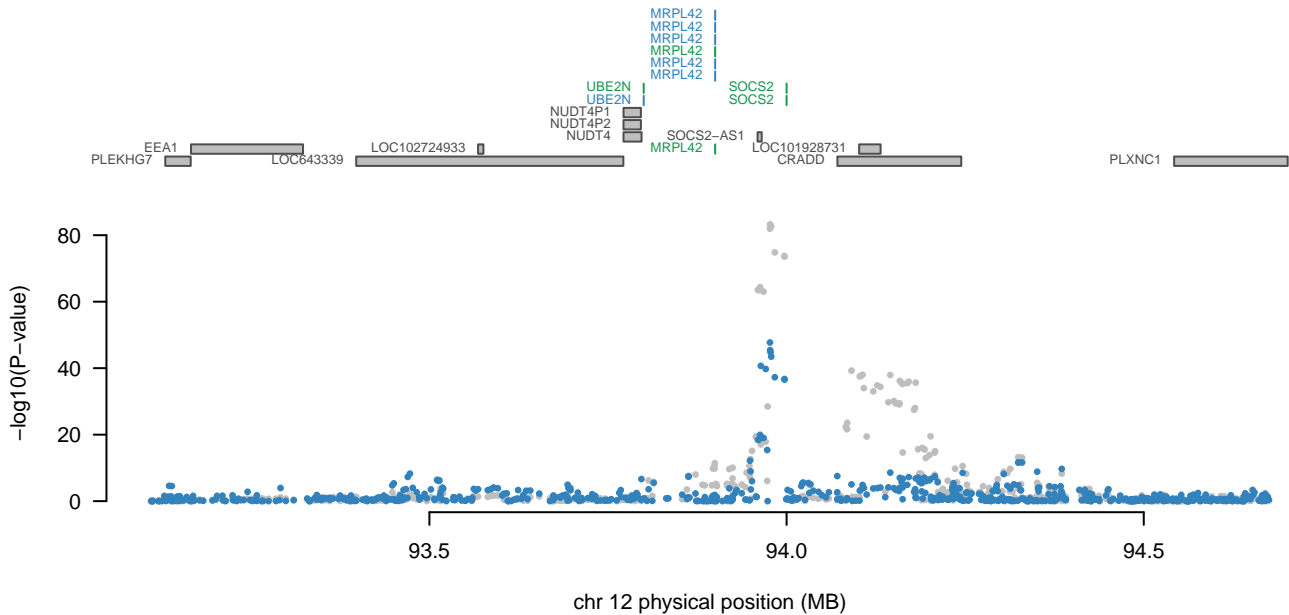 MRPL42
MRPL42
MRPL42
MRPL42
MRPL42
MRPL42
UBE2N SOCS2
UBE2N SOCS2
NUDT4P1
NUDT4P2
NUDT4 SOCS2−AS1
EEA1 LOC102724933 MRPL42 LOC101928731
PLEKHG7 LOC643339 CRADD PLXNC1
80
60
40
20
0
−log10(P−value)
93.5 94.0 94.5
chr 12 physical position (MB)